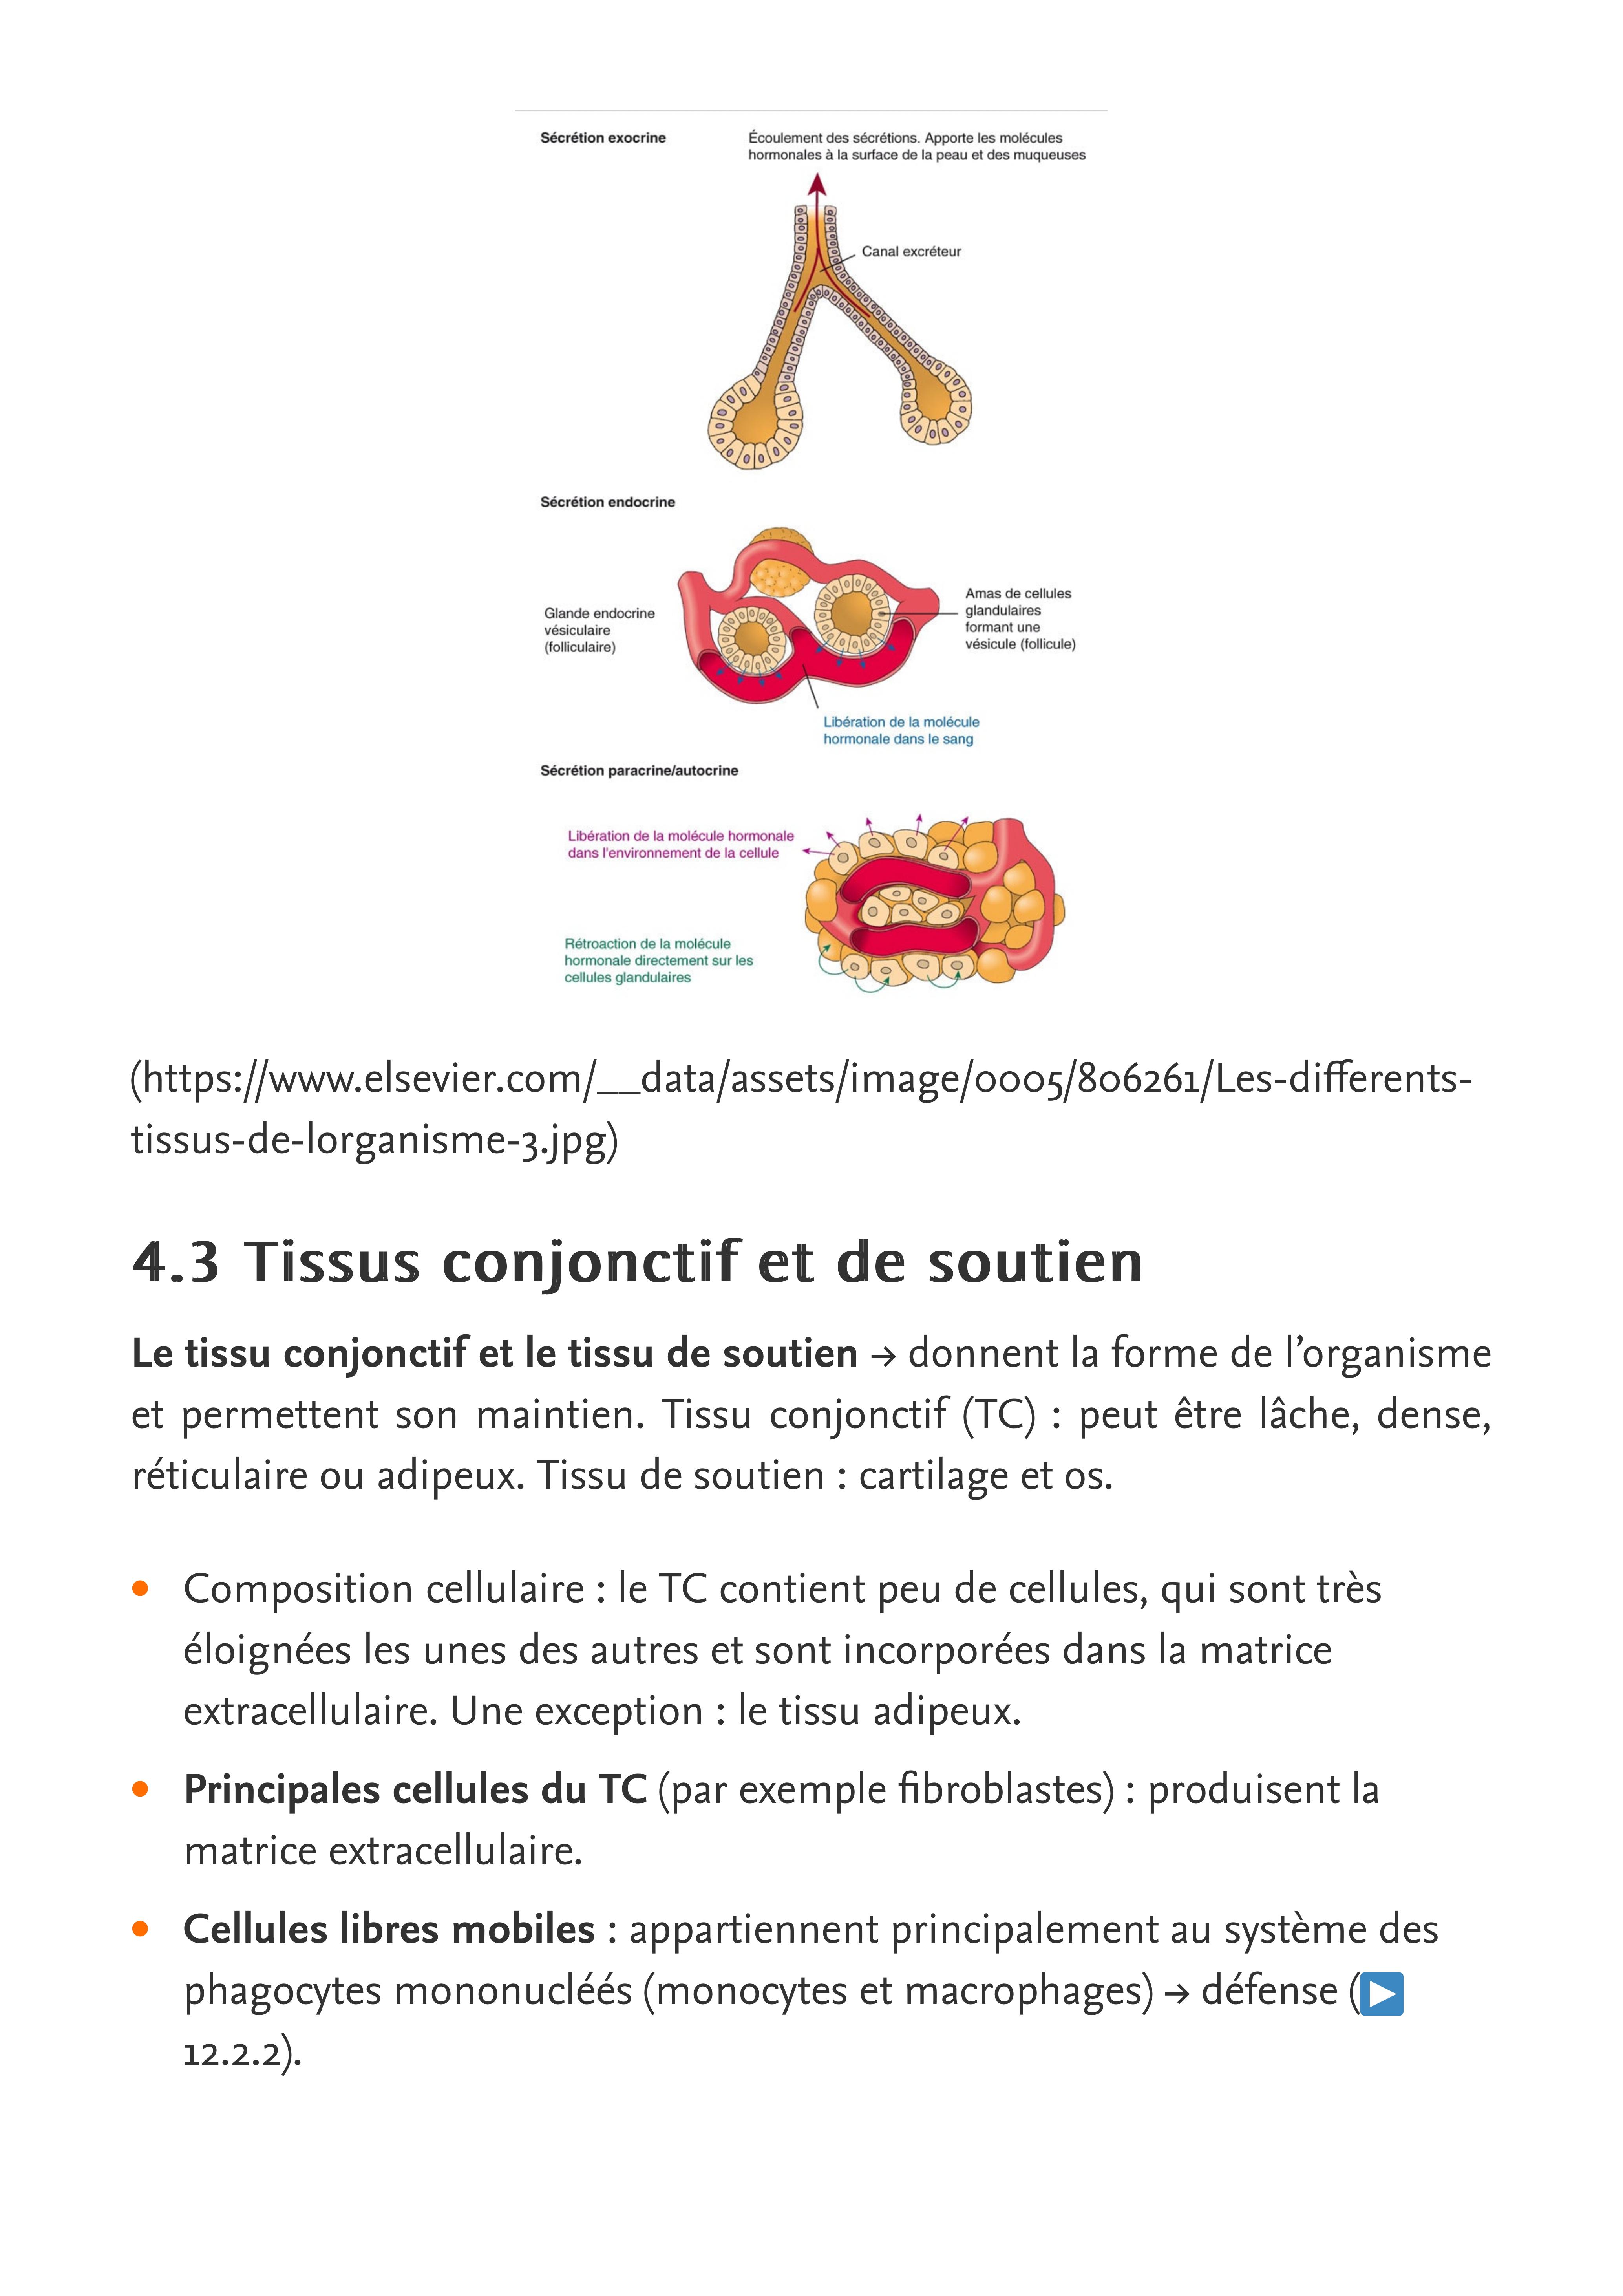 Sécrétion exocrine
Écoulement des sécrétions. Apporte les molécules
hormonales à la surface de la peau et des muqueuses
Canal excréteur
Sécrétion endocrine
Glande endocrine
vésiculaire
(folliculaire)
Amas de cellules
glandulaires
formant une
vésicule (follicule)
Libération de la molécule
hormonale dans le sang
Sécrétion paracrine/autocrine
Libération de la molécule hormonale
dans l'environnement de la cellule
Rétroaction de la molécule
hormonale directement sur les
cellules glandulaires
(https://www.elsevier.com/__data/assets/image/0005/806261/Les-differents-
tissus-de-lorganisme-3.jpg)
4.3 Tissus conjonctif et de soutien
Le tissu conjonctif et le tissu de soutien → donnent la forme de l’organisme
et permettent son maintien. Tissu conjonctif (TC) : peut être lâche, dense,
réticulaire ou adipeux. Tissu de soutien : cartilage et os.
• Composition cellulaire : le TC contient peu de cellules, qui sont très
éloignées les unes des autres et sont incorporées dans la matrice
extracellulaire. Une exception : le tissu adipeux.
• Principales cellules du TC (par exemple fibroblastes) : produisent la
matrice extracellulaire.
• Cellules libres mobiles : appartiennent principalement au système des
phagocytes mononucléés (monocytes et macrophages) → défense (▶
12.2.2).